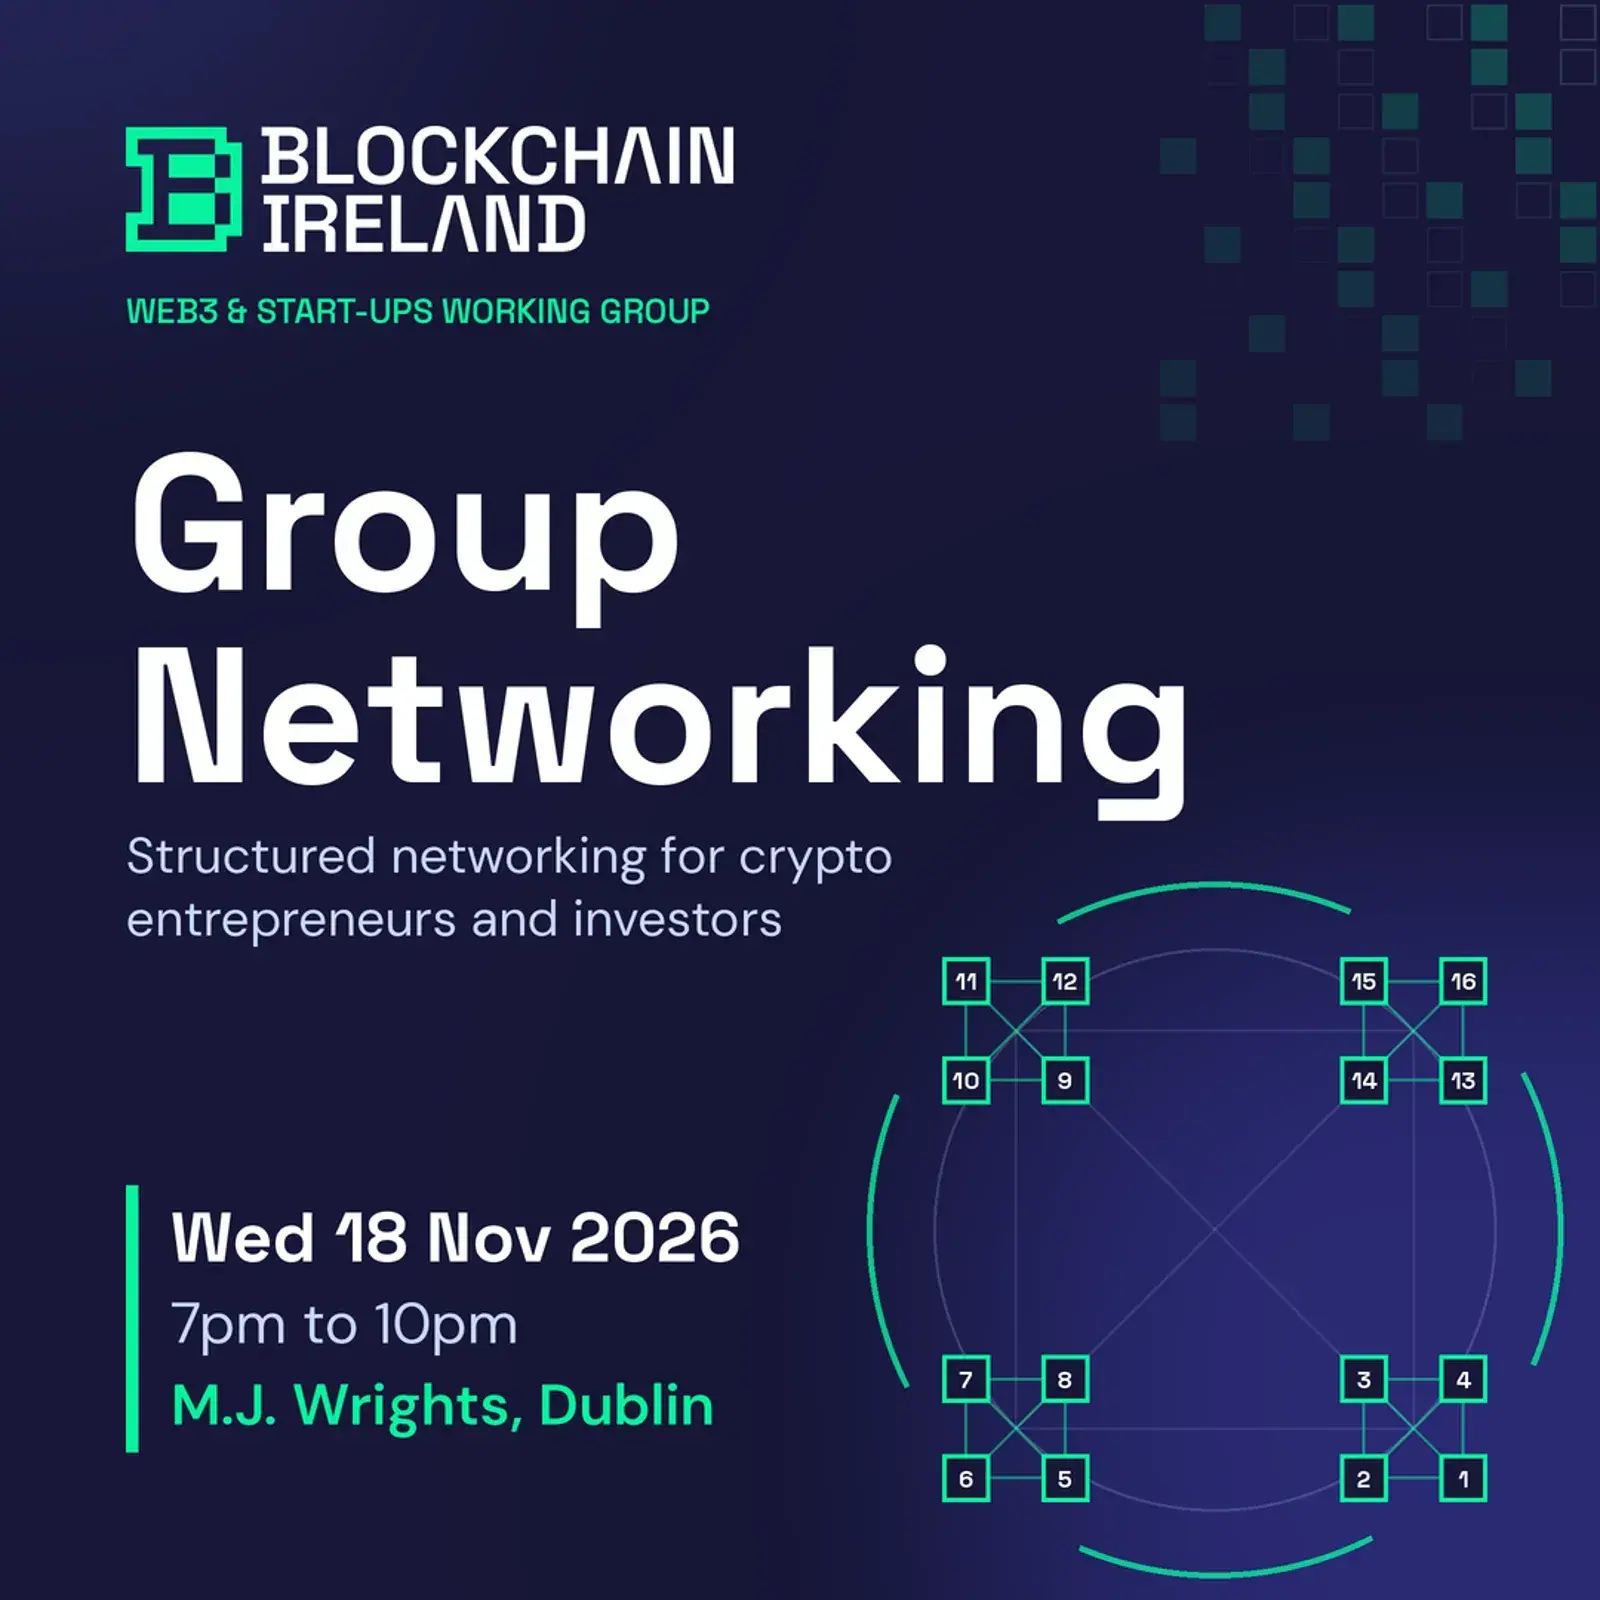 BLOCKCHAIN
IRELAND
WEB3 & START-UPS WORKING GROUP
Group
Networking
Structured networking for crypto
entrepreneurs and investors
11 12 15 16
10 9 14 13
Wed 18 Nov 2026
7pm to 10pm
M.J. Wrights, Dublin
7 8 3 4
6 5 2 1